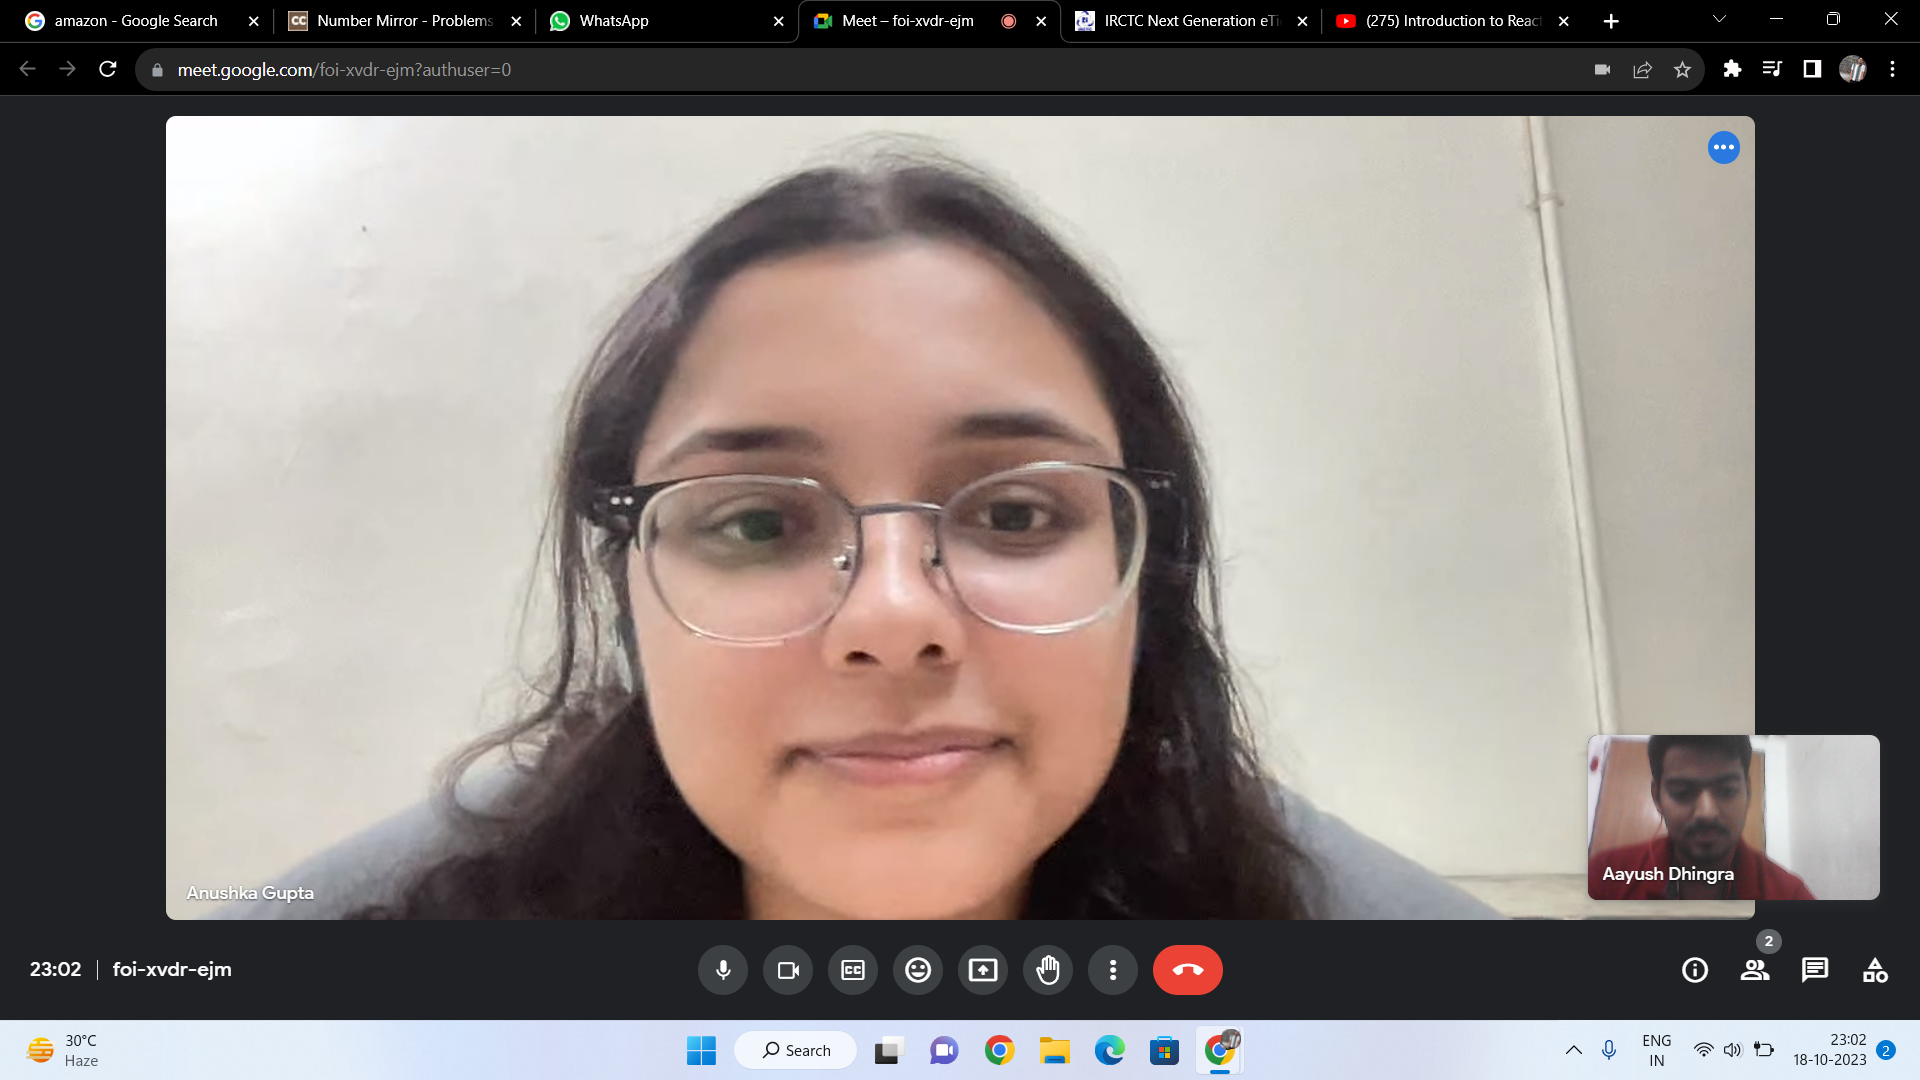 amazon - Google Search
Number Mirror - Problems
WhatsApp
Meet – foi-xvdr-ejm
IRCTC Next Generation eTi
(275) Introduction to Reac
meet.google.com/foi-xvdr-ejm?authuser=0
Anushka Gupta
Aayush Dhingra
23:02 | foi-xvdr-ejm
2
30°C
Haze
Search
ENG
IN
23:02
18-10-2023
2